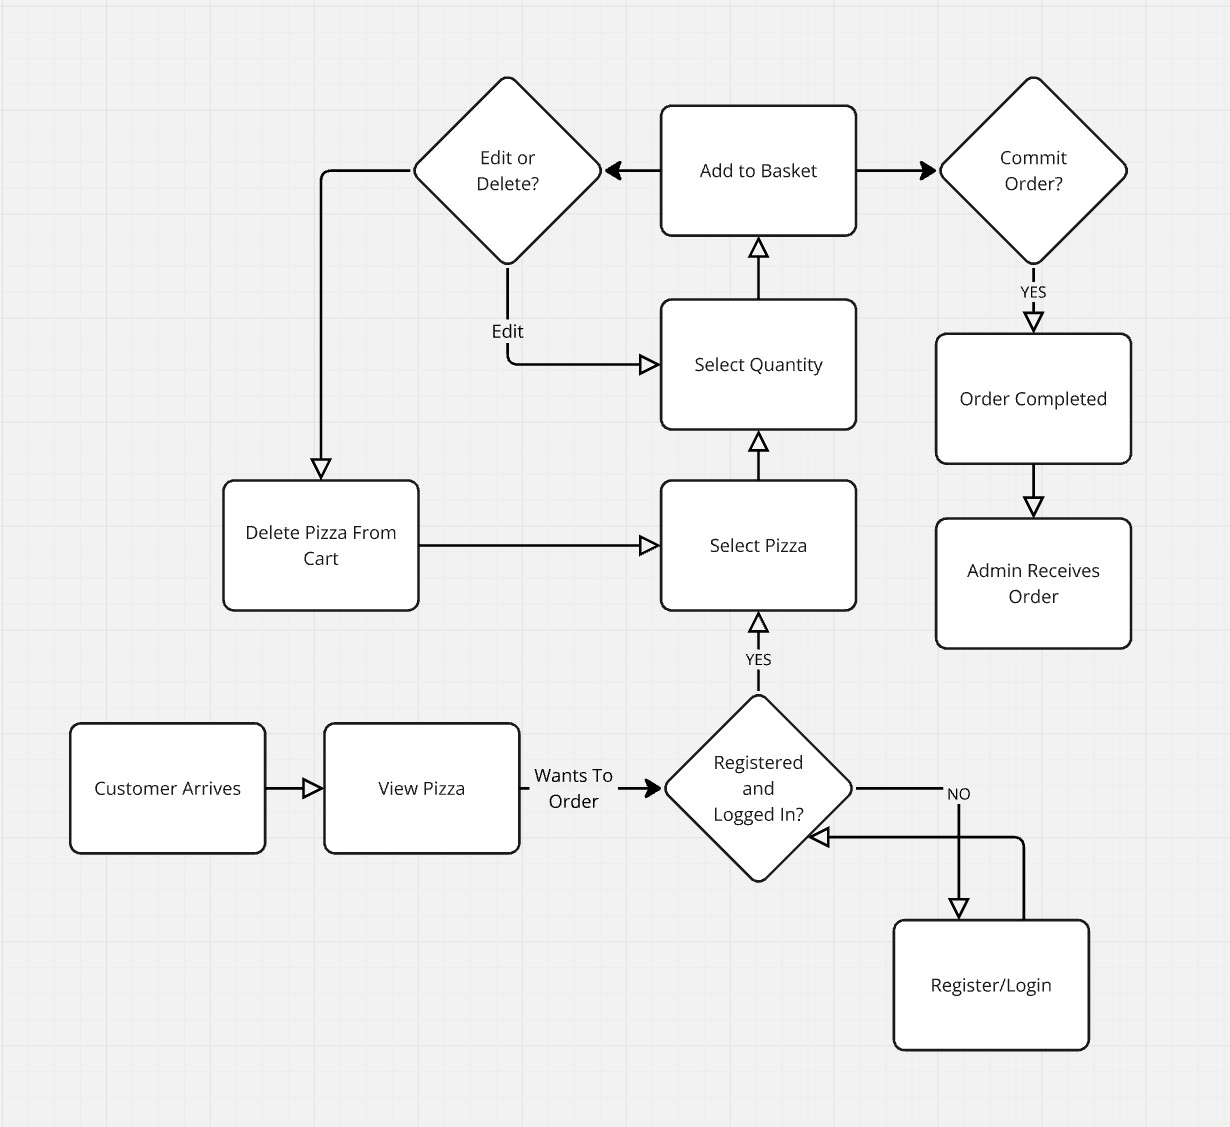 Edit or
Delete?
Add to Basket
Commit
Order?
YES
Edit
Select Quantity
Order Completed
Delete Pizza From
Cart
Select Pizza
Admin Receives
Order
YES
Customer Arrives
View Pizza
Wants To
Order
Registered
and
Logged In?
NO
Register/Login